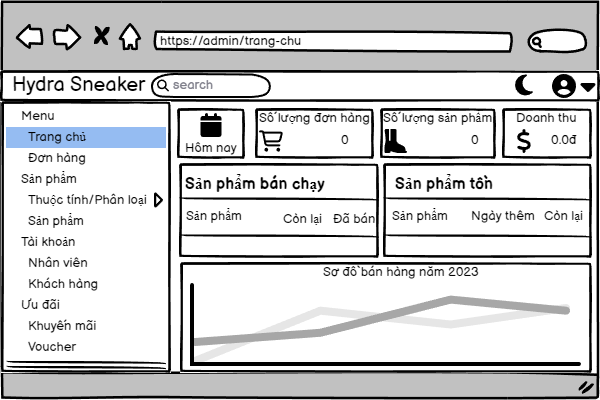 https://admin/trang-chu
Hydra Sneaker
search
Menu
Trang chủ
Đơn hàng
Sản phẩm
Thuộc tính/Phân loại
Sản phẩm
Tài khoản
Nhân viên
Khách hàng
Ưu đãi
Khuyến mãi
Voucher
Hôm nay
Số lượng đơn hàng
0
Số lượng sản phẩm
0
Doanh thu
0.0đ
Sản phẩm bán chạy
Sản phẩm Còn lại Đã bán
Sản phẩm tồn
Sản phẩm Ngày thêm Còn lại
Sơ đồ bán hàng năm 2023